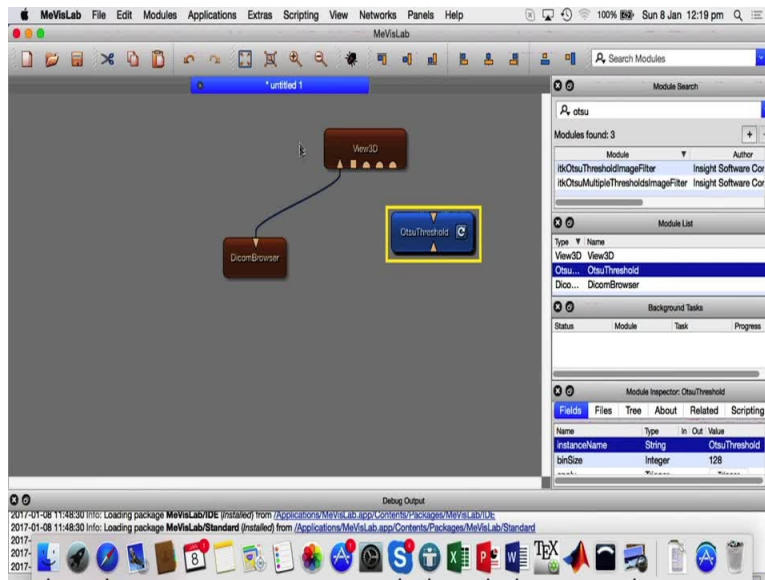 MeVisLab File Edit Modules Applications Extras Scripting View Networks Panels Help 100% Sun 8 Jan 12:19 pm
MeVisLab
Search Modules
* untitled 1
Module Search
otsu
Modules found: 3
Module Author
itkOtsuThresholdImageFilter Insight Software Cor
itkOtsuMultipleThresholdsImageFilter Insight Software Cor
View3D
OtsuThreshold
DicomBrowser
Module List
Type Name
View3D View3D
Otsu... OtsuThreshold
Dico... DicomBrowser
Background Tasks
Status Module Task Progress
Module Inspector: OtsuThreshold
Fields Files Tree About Related Scripting
Name Type In Out Value
instanceName String OtsuThreshold
binSize Integer 128
Debug Output
2017-01-08 11:48:30 Info: Loading package MeVisLab/IDE (Installed) from /Applications/MeVisLab.app/Contents/Packages/MeVisLab/IDE
2017-01-08 11:48:30 Info: Loading package MeVisLab/Standard (Installed) from /Applications/MeVisLab.app/Contents/Packages/MeVisLab/Standard
2017-
2017-
2017-
8
TEX